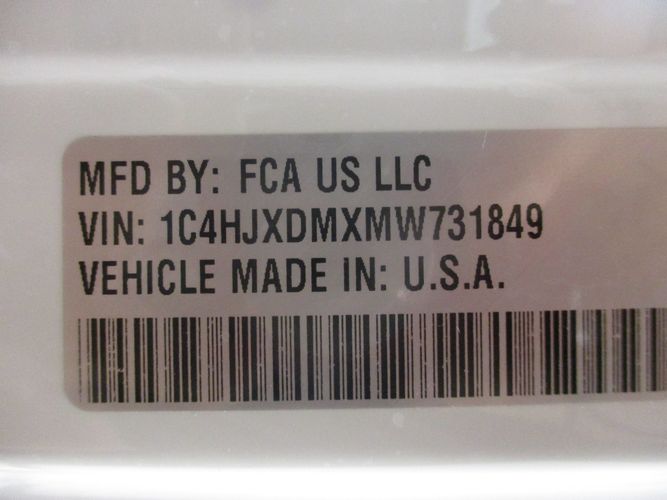 MFD BY: FCA US LLC
VIN: 1C4HJXDMXMW731849
VEHICLE MADE IN: U.S.A.